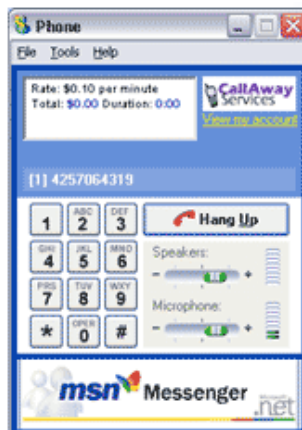 Phone
File Tools Help
Rate: $0.10 per minute
Total: $0.00 Duration: 0:00
CallAway
Services
View my account
[1] 4257064319
1
ABC
2
DEF
3
Hang Up
GHI
4
JKL
5
MNO
6
Speakers:
- +
PRS
7
TUV
8
WXY
9
Microphone:
- +
*
OPER
0
#
msn Messenger
Microsoft
.net